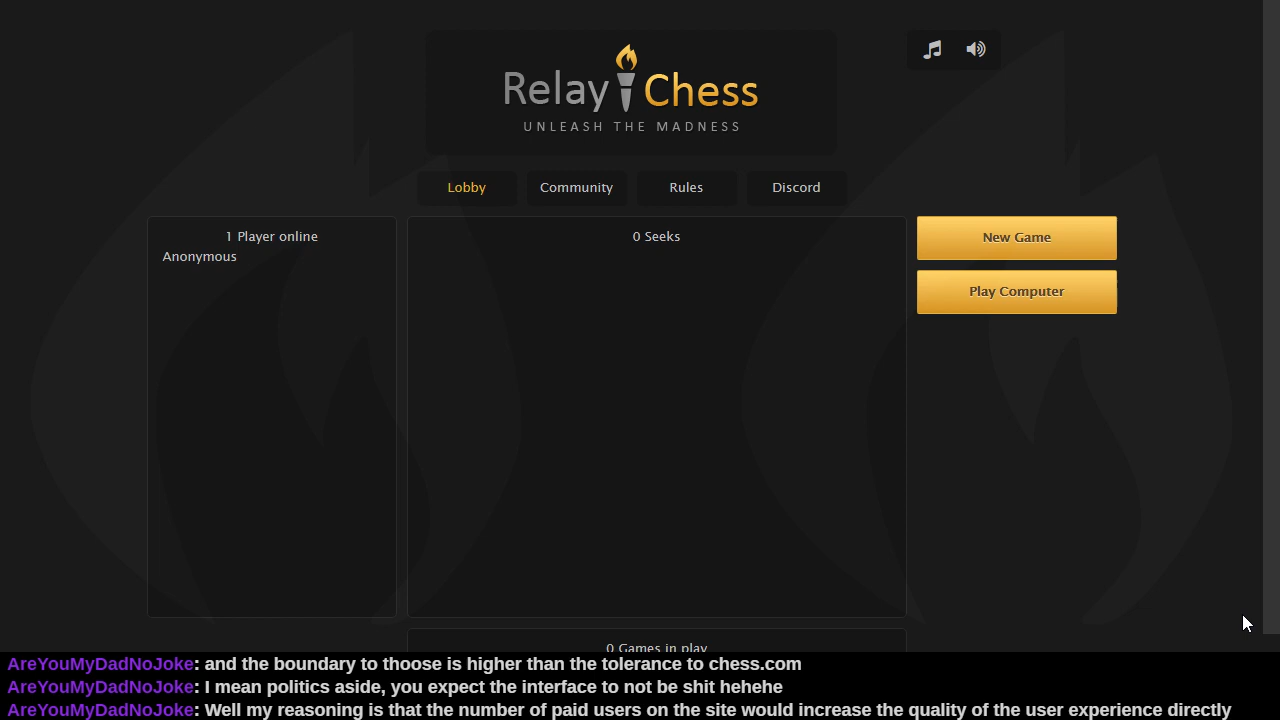 Relay Chess
UNLEASH THE MADNESS
Lobby
Community
Rules
Discord
1 Player online
Anonymous
0 Seeks
New Game
Play Computer
0 Games in play
AreYouMyDadNoJoke: and the boundary to thoose is higher than the tolerance to chess.com
AreYouMyDadNoJoke: I mean politics aside, you expect the interface to not be shit hehehe
AreYouMyDadNoJoke: Well my reasoning is that the number of paid users on the site would increase the quality of the user experience directly